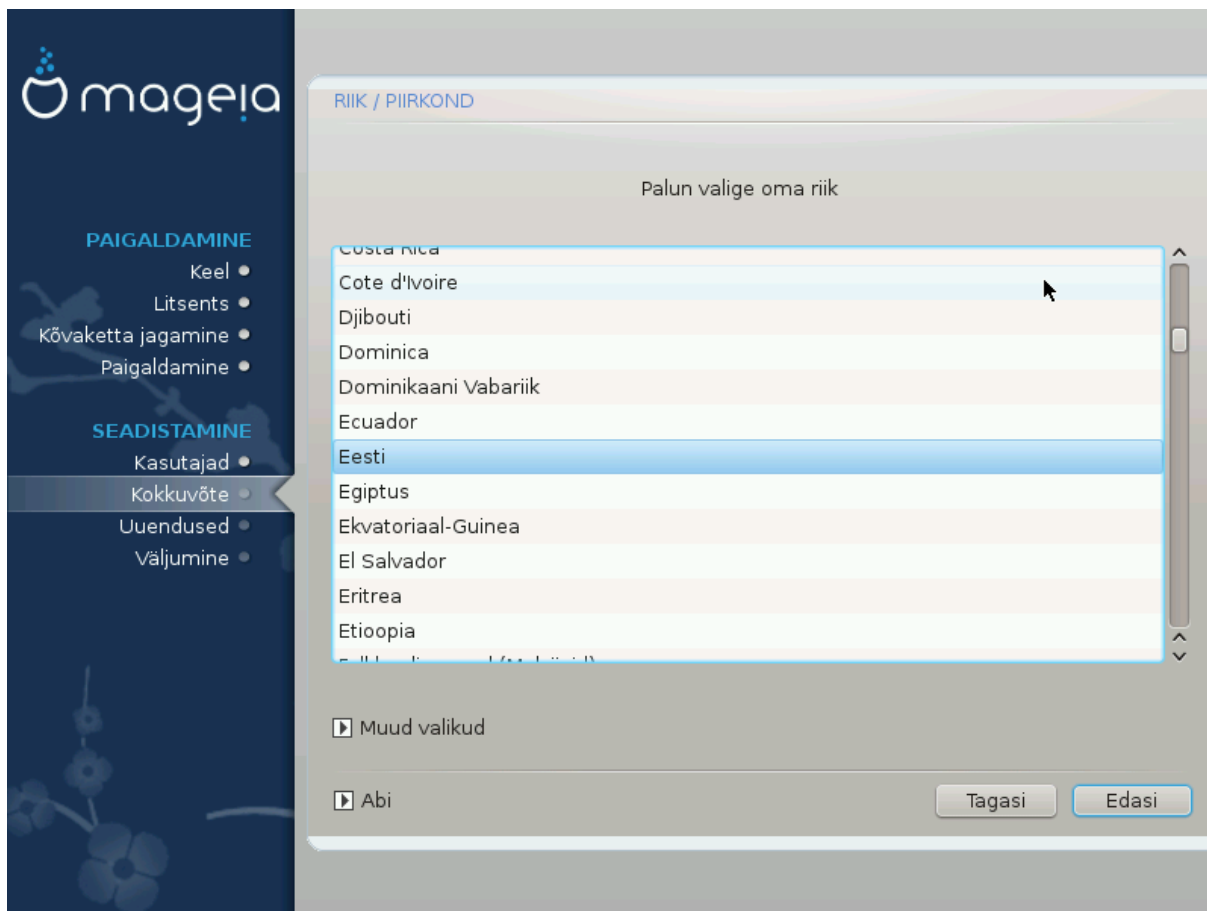 mageia
PAIGALDAMINE
Keel
Litsents
Kõvaketta jagamine
Paigaldamine
SEADISTAMINE
Kasutajad
Kokkuvõte
Uuendused
Väljumine
RIIK / PIIRKOND
Palun valige oma riik
Costa Rica
Cote d'Ivoire
Djibouti
Dominica
Dominikaani Vabariik
Ecuador
Eesti
Egiptus
Ekvatoriaal-Guinea
El Salvador
Eritrea
Etioopia
Muud valikud
Abi
Tagasi
Edasi